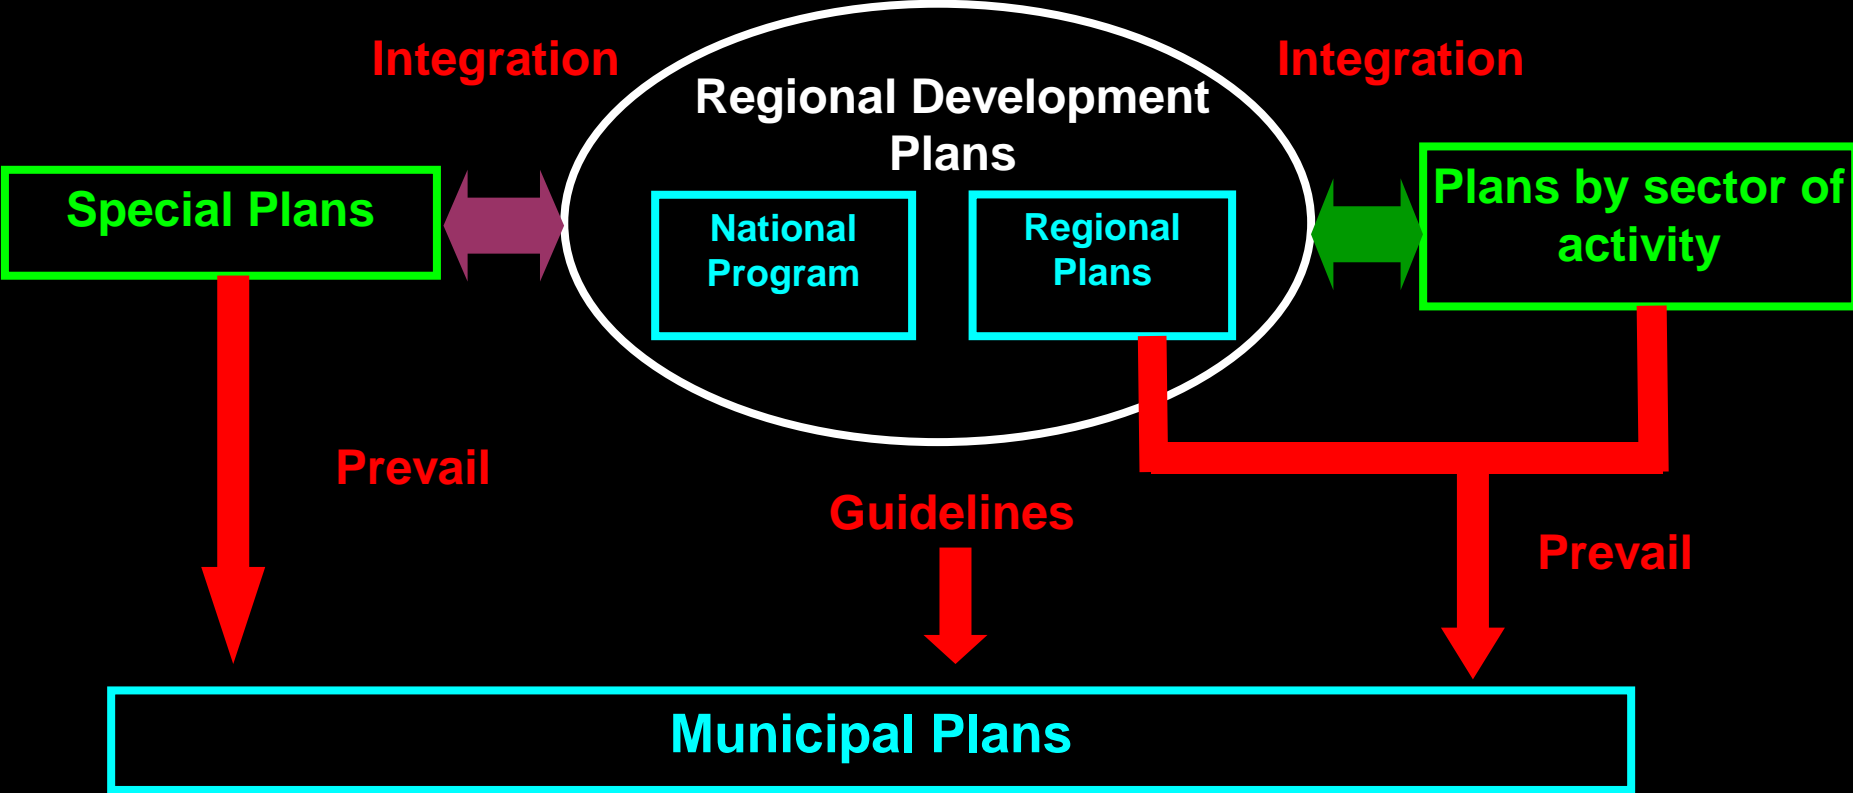 Integration
Integration
Regional Development
Plans
Special Plans
National
Program
Regional
Plans
Plans by sector of
activity
Prevail
Guidelines
Prevail
Municipal Plans